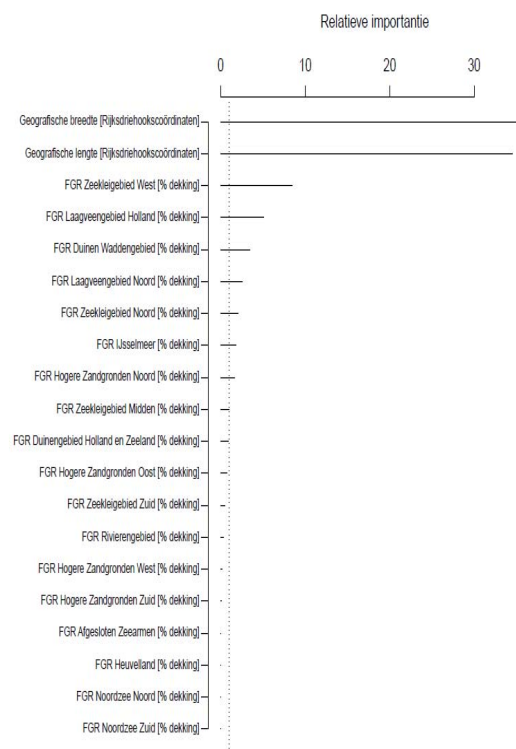 Relatieve importantie
0 10 20 30
Geografische breedte [Rijksdriehookscoördinaten]
Geografische lengte [Rijksdriehookscoördinaten]
FGR Zeekleigebied West [% dekking]
FGR Laagveengebied Holland [% dekking]
FGR Duinen Waddengebied [% dekking]
FGR Laagveengebied Noord [% dekking]
FGR Zeekleigebied Noord [% dekking]
FGR IJsselmeer [% dekking]
FGR Hogere Zandgronden Noord [% dekking]
FGR Zeekleigebied Midden [% dekking]
FGR Duinengebied Holland en Zeeland [% dekking]
FGR Hogere Zandgronden Oost [% dekking]
FGR Zeekleigebied Zuid [% dekking]
FGR Rivierengebied [% dekking]
FGR Hogere Zandgronden West [% dekking]
FGR Hogere Zandgronden Zuid [% dekking]
FGR Afgesloten Zeearmen [% dekking]
FGR Heuvelland [% dekking]
FGR Noordzee Noord [% dekking]
FGR Noordzee Zuid [% dekking]